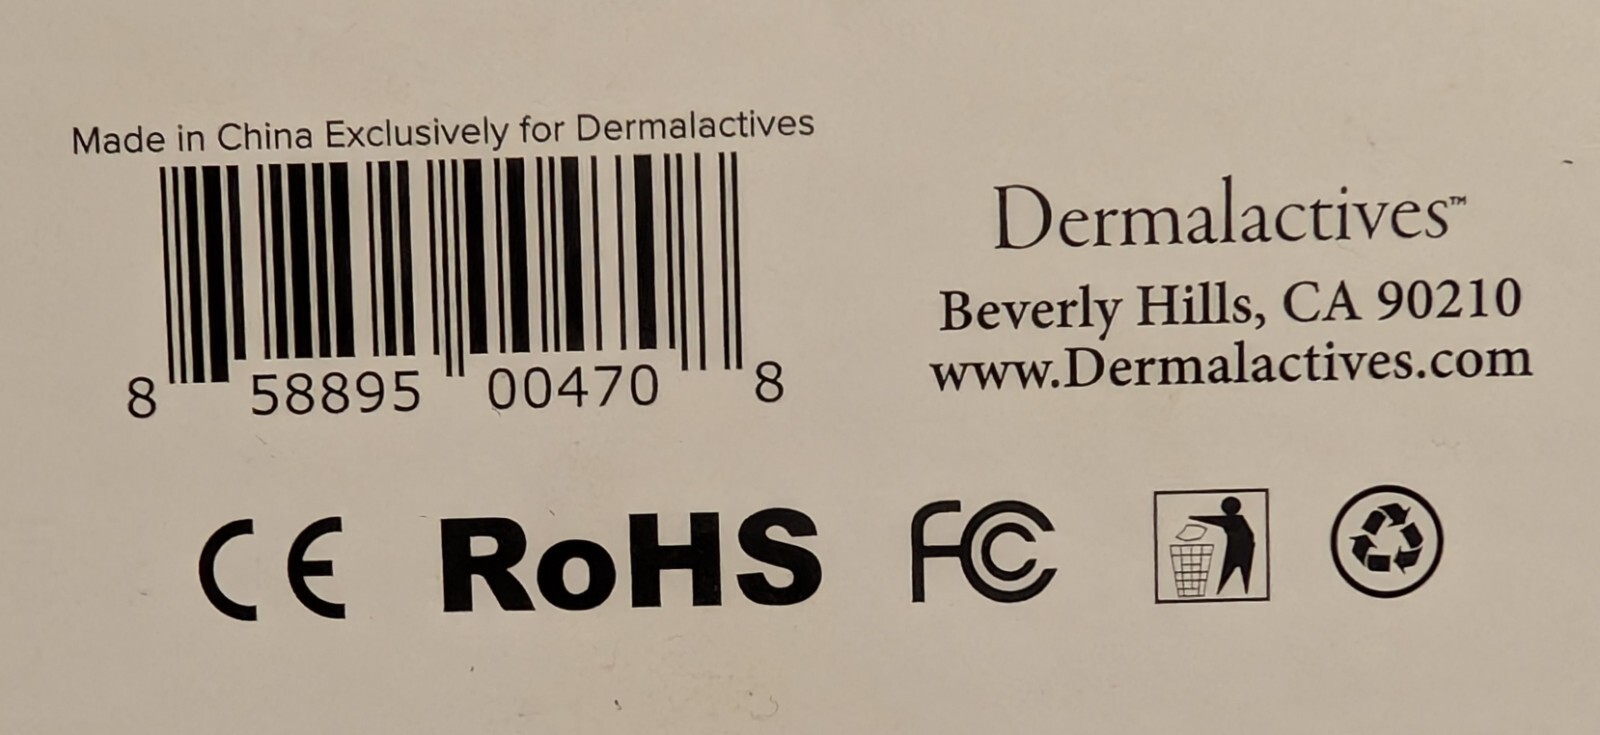 Made in China Exclusively for Dermalactives
8 58895 00470 8
Dermalactives™
Beverly Hills, CA 90210
www.Dermalactives.com
CE RoHS FC